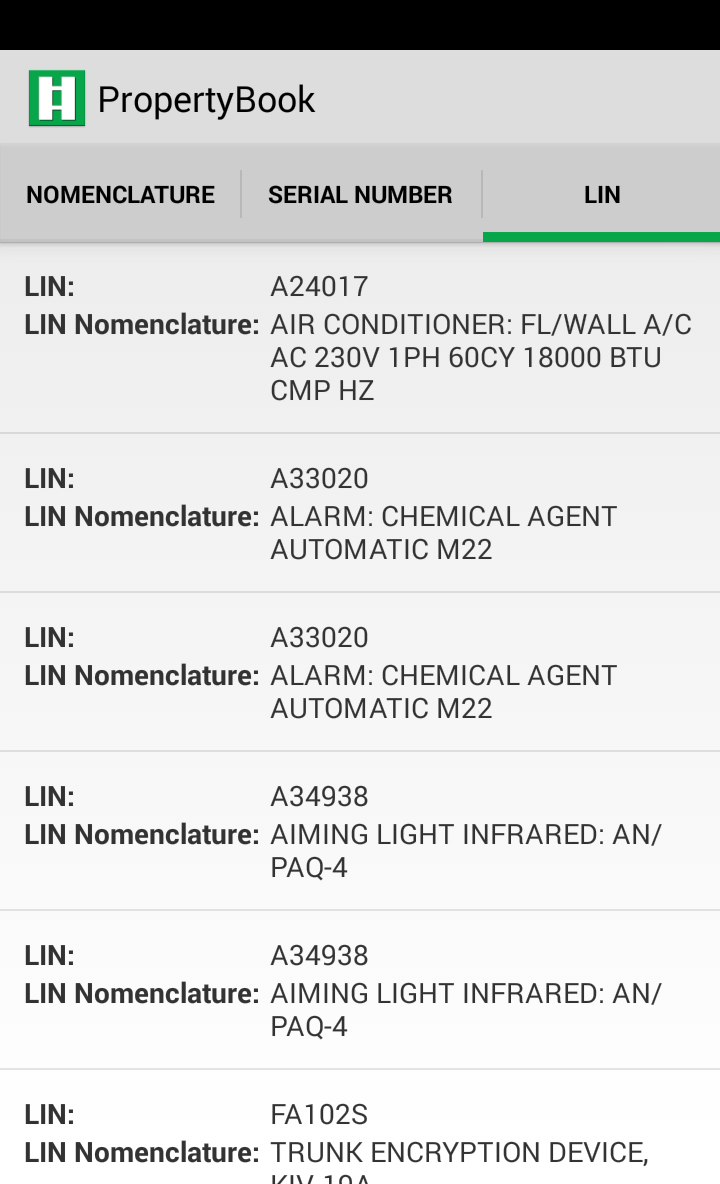 PropertyBook
NOMENCLATURE SERIAL NUMBER LIN
LIN: A24017
LIN Nomenclature: AIR CONDITIONER: FL/WALL A/C
AC 230V 1PH 60CY 18000 BTU
CMP HZ
LIN: A33020
LIN Nomenclature: ALARM: CHEMICAL AGENT
AUTOMATIC M22
LIN: A33020
LIN Nomenclature: ALARM: CHEMICAL AGENT
AUTOMATIC M22
LIN: A34938
LIN Nomenclature: AIMING LIGHT INFRARED: AN/
PAQ-4
LIN: A34938
LIN Nomenclature: AIMING LIGHT INFRARED: AN/
PAQ-4
LIN: FA102S
LIN Nomenclature: TRUNK ENCRYPTION DEVICE,